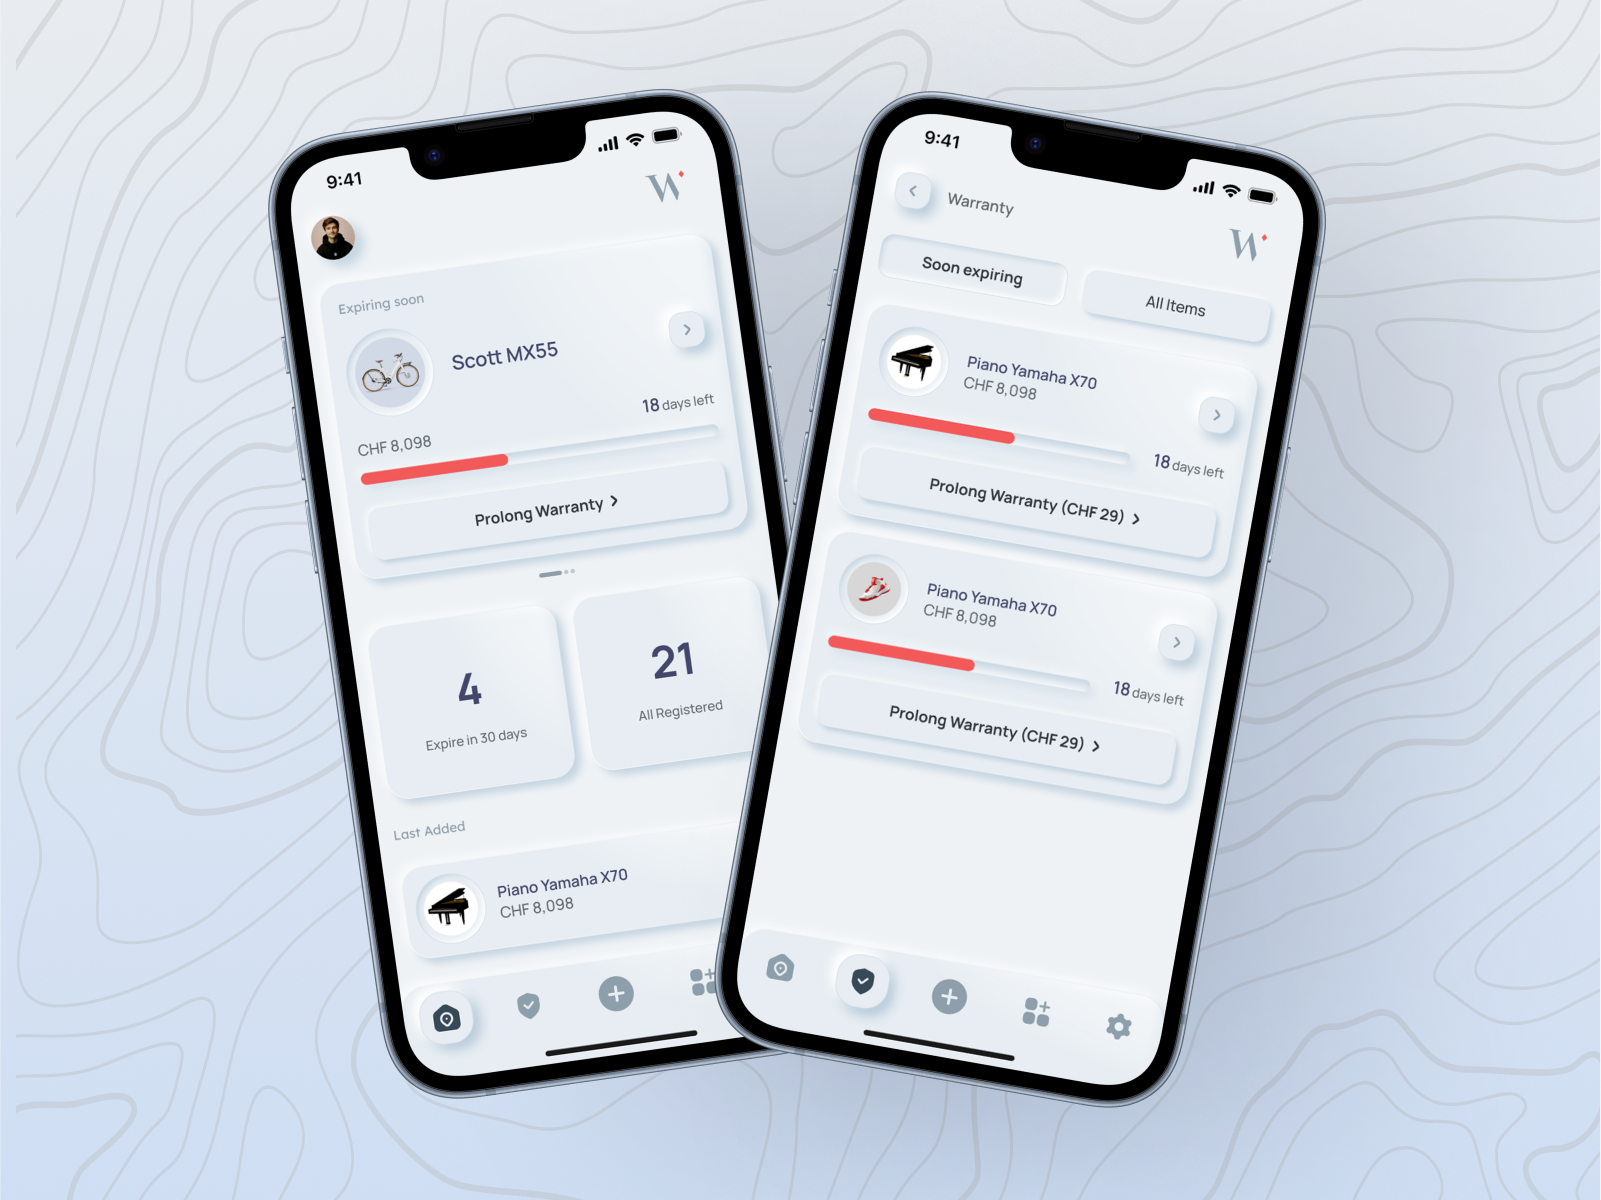 9:41
W
Expiring soon
Scott MX55
18 days left
CHF 8,098
Prolong Warranty
4
Expire in 30 days
21
All Registered
Last Added
Piano Yamaha X70
CHF 8,098
9:41
Warranty
W
Soon expiring
All Items
Piano Yamaha X70
CHF 8,098
18 days left
Prolong Warranty (CHF 29)
Piano Yamaha X70
CHF 8,098
18 days left
Prolong Warranty (CHF 29)